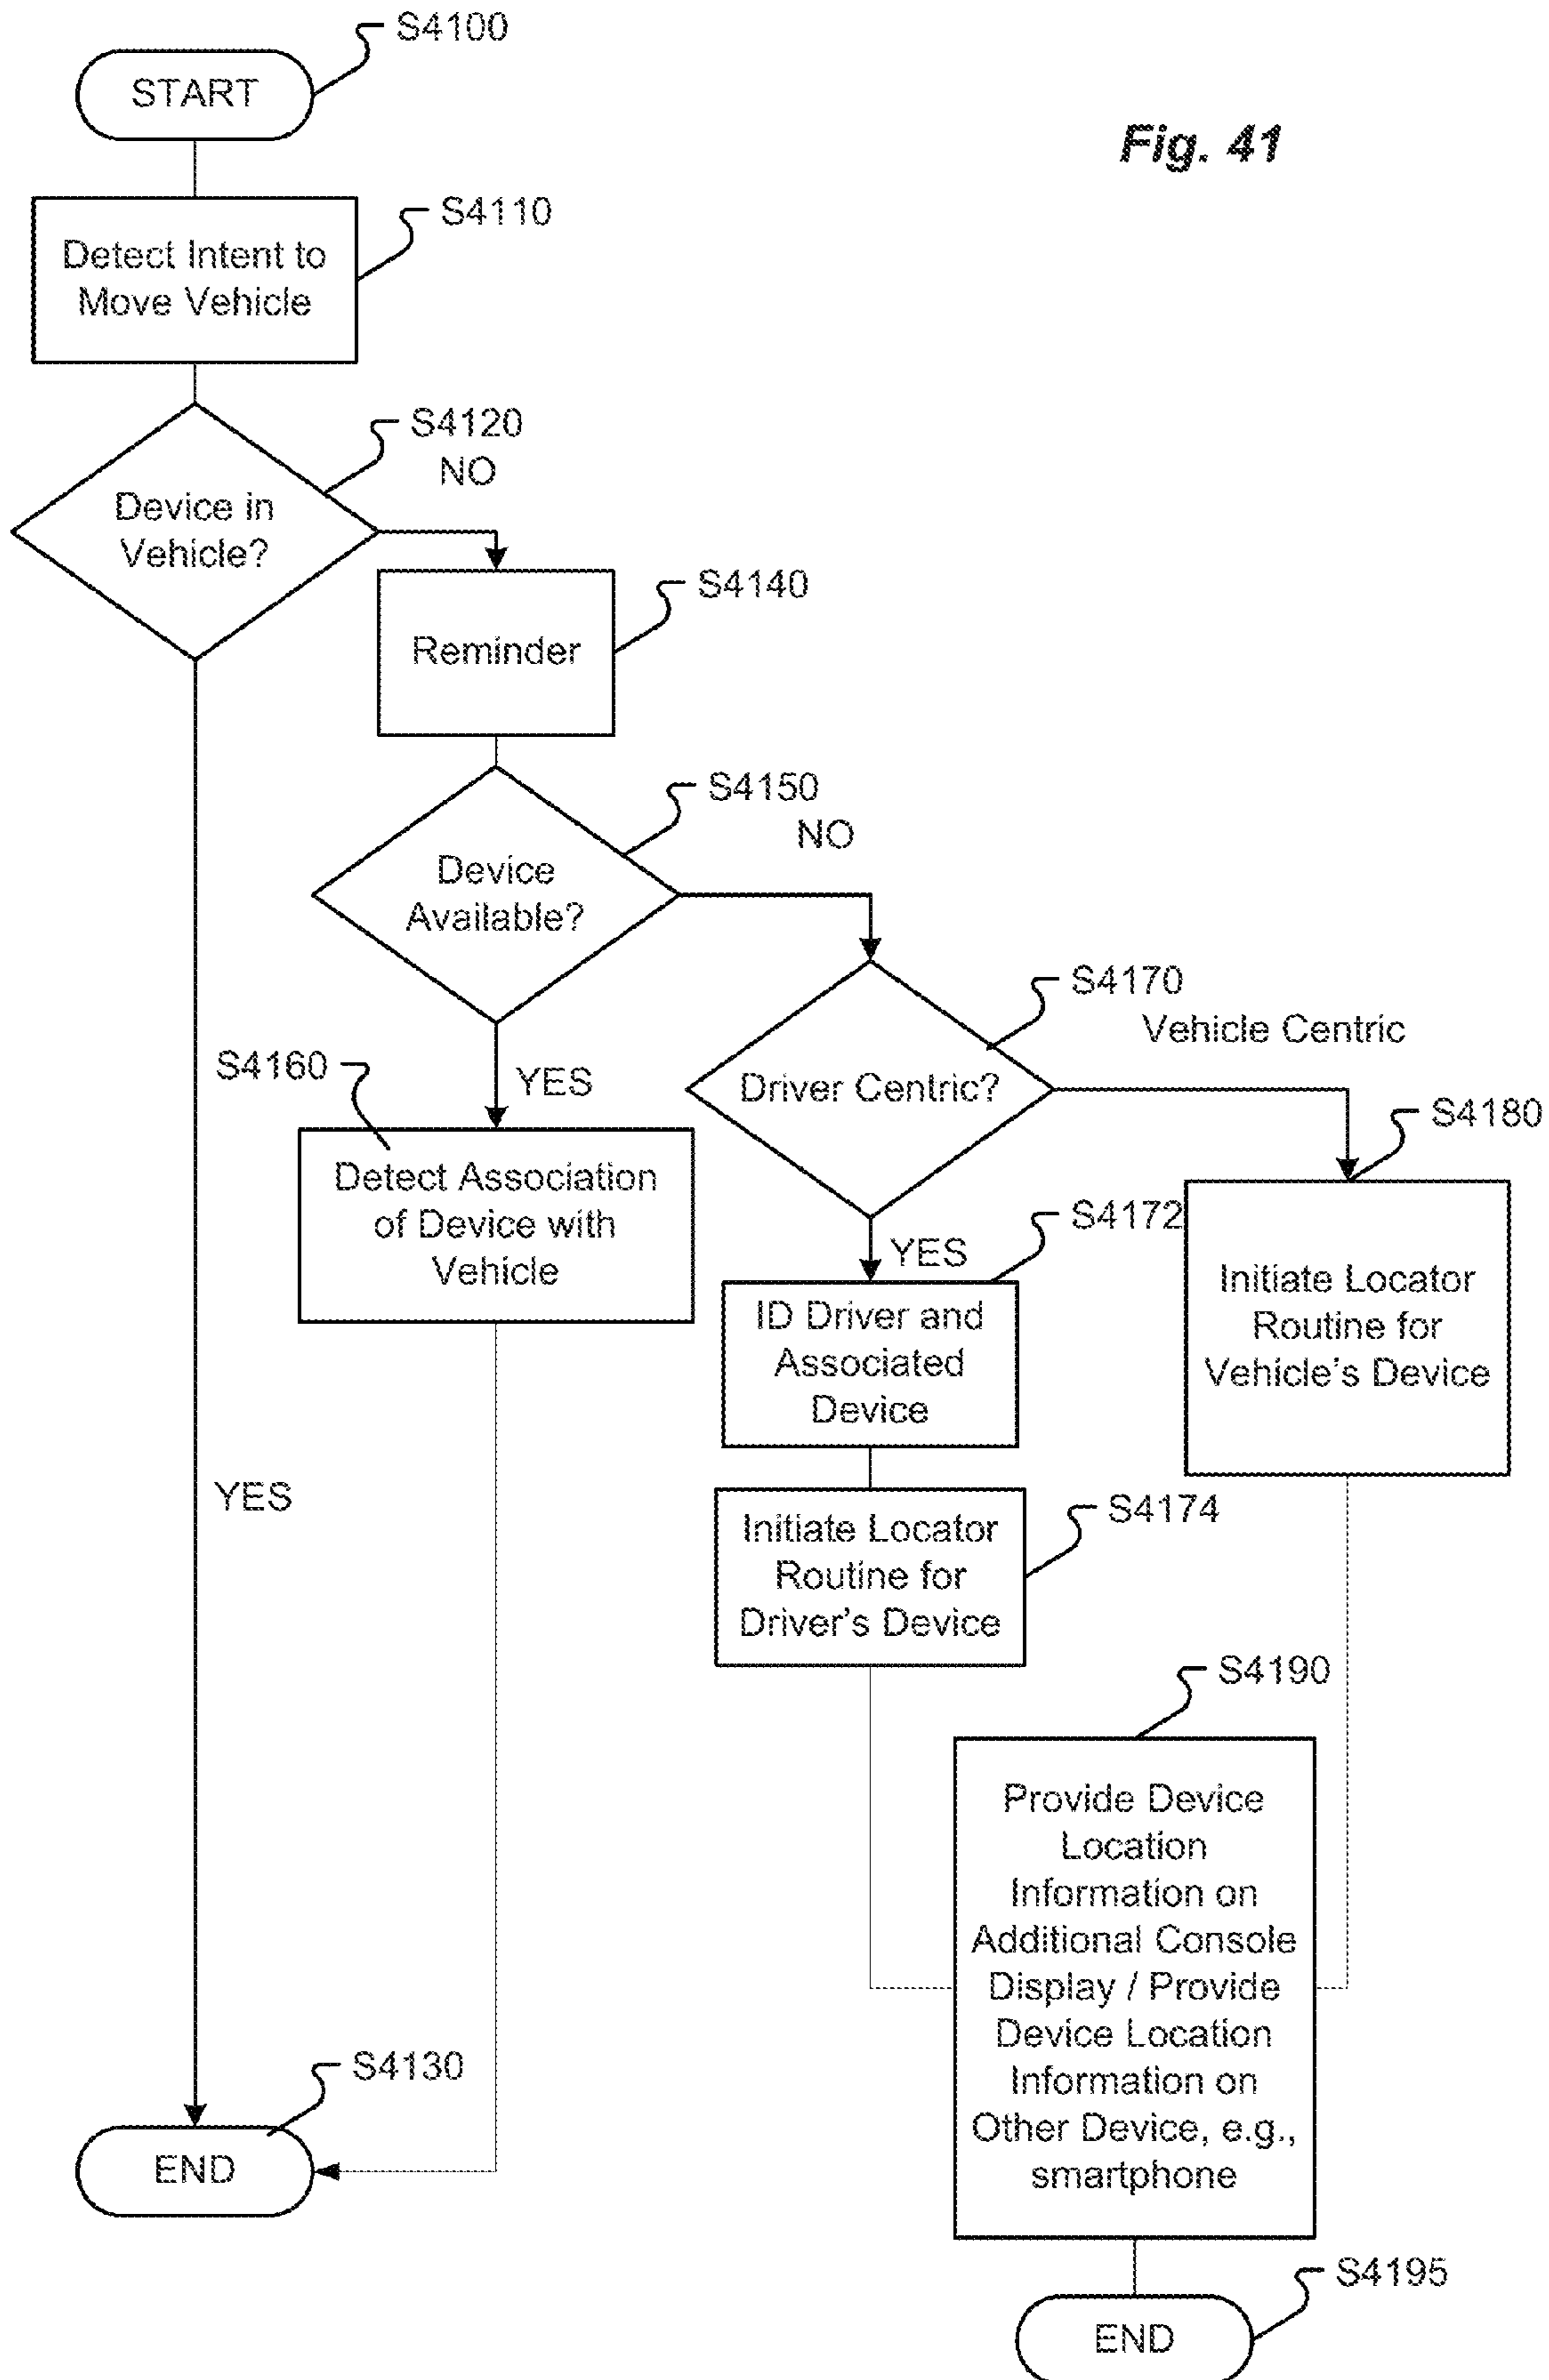 S4100
START
Fig. 41
S4110
Detect Intent to
Move Vehicle
S4120
NO
Device in
Vehicle?
S4140
Reminder
S4150
NO
Device
Available?
S4170
Vehicle Centric
S4160
YES
Driver Centric?
S4180
Detect Association
of Device with
Vehicle
S4172
YES
ID Driver and
Associated
Device
Initiate Locator
Routine for
Vehicle's Device
YES
S4174
Initiate Locator
Routine for
Driver's Device
S4190
Provide Device
Location
Information on
Additional Console
Display / Provide
Device Location
Information on
Other Device, e.g.,
smartphone
S4130
END
S4195
END